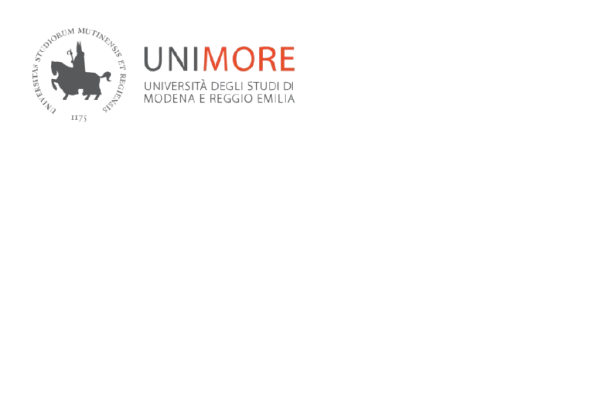 UNIVERSITAS STUDIORUM MUTINENSIS ET REGIENSIS
1175
UNIMORE
UNIVERSITÀ DEGLI STUDI DI
MODENA E REGGIO EMILIA